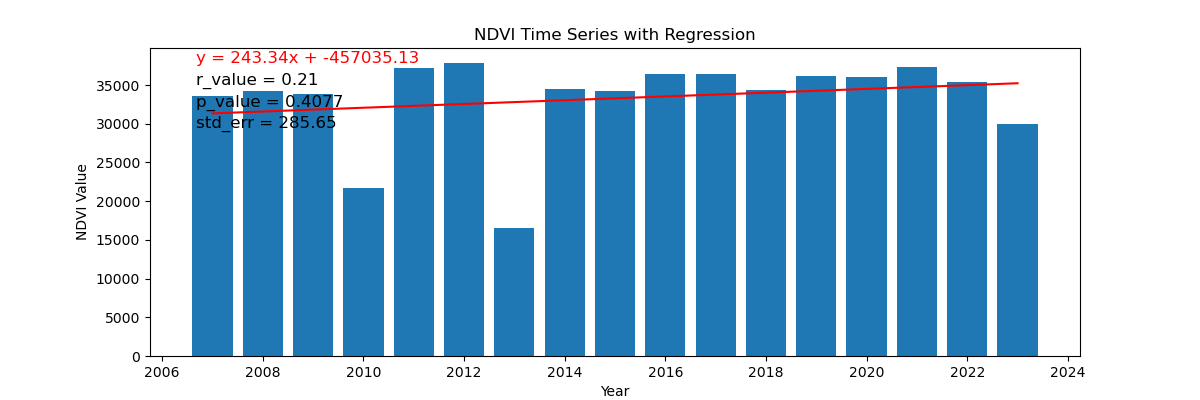 NDVI Time Series with Regression
y = 243.34x + -457035.13
r_value = 0.21
p_value = 0.4077
std_err = 285.65
35000
30000
25000
20000
15000
10000
5000
0
NDVI Value
2006 2008 2010 2012 2014 2016 2018 2020 2022 2024
Year